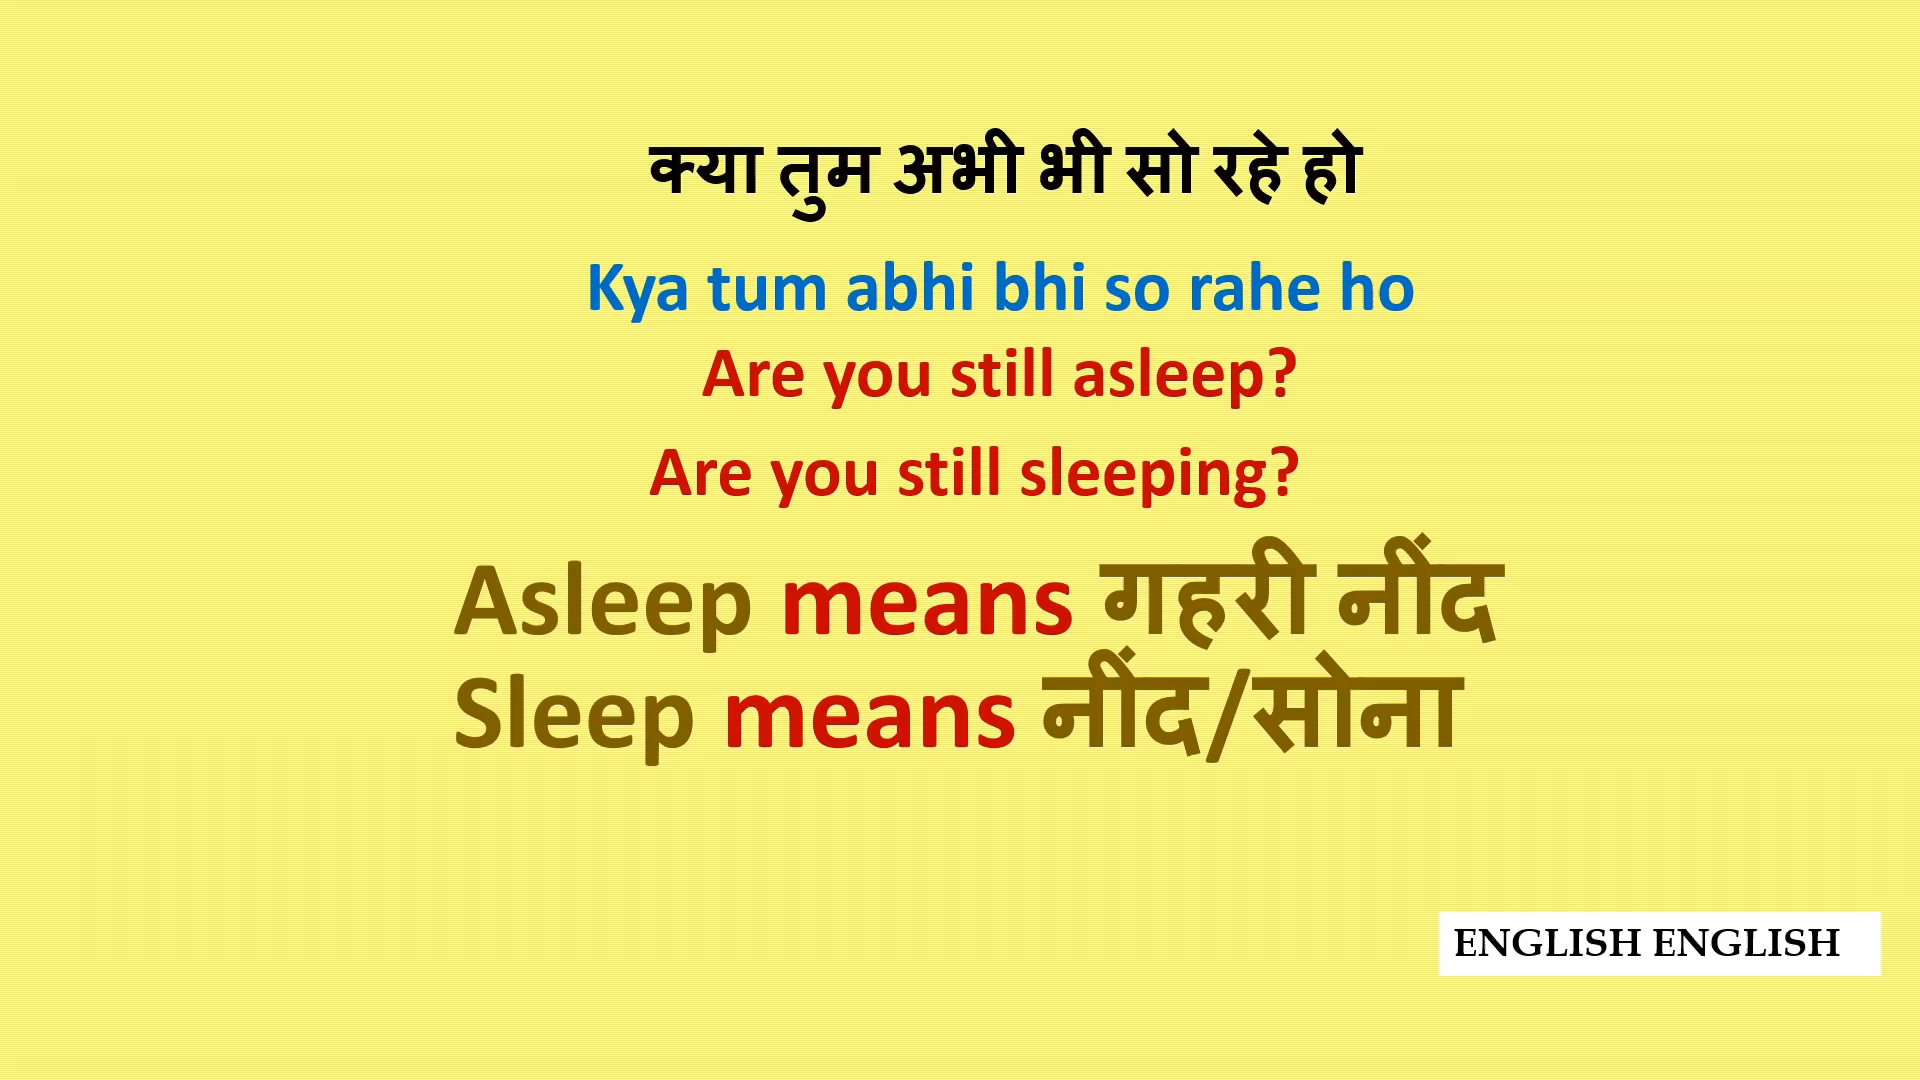 क्या तुम अभी भी सो रहे हो
Kya tum abhi bhi so rahe ho
Are you still asleep?
Are you still sleeping?
Asleep means गहरी नींद
Sleep means नींद/सोना
ENGLISH ENGLISH